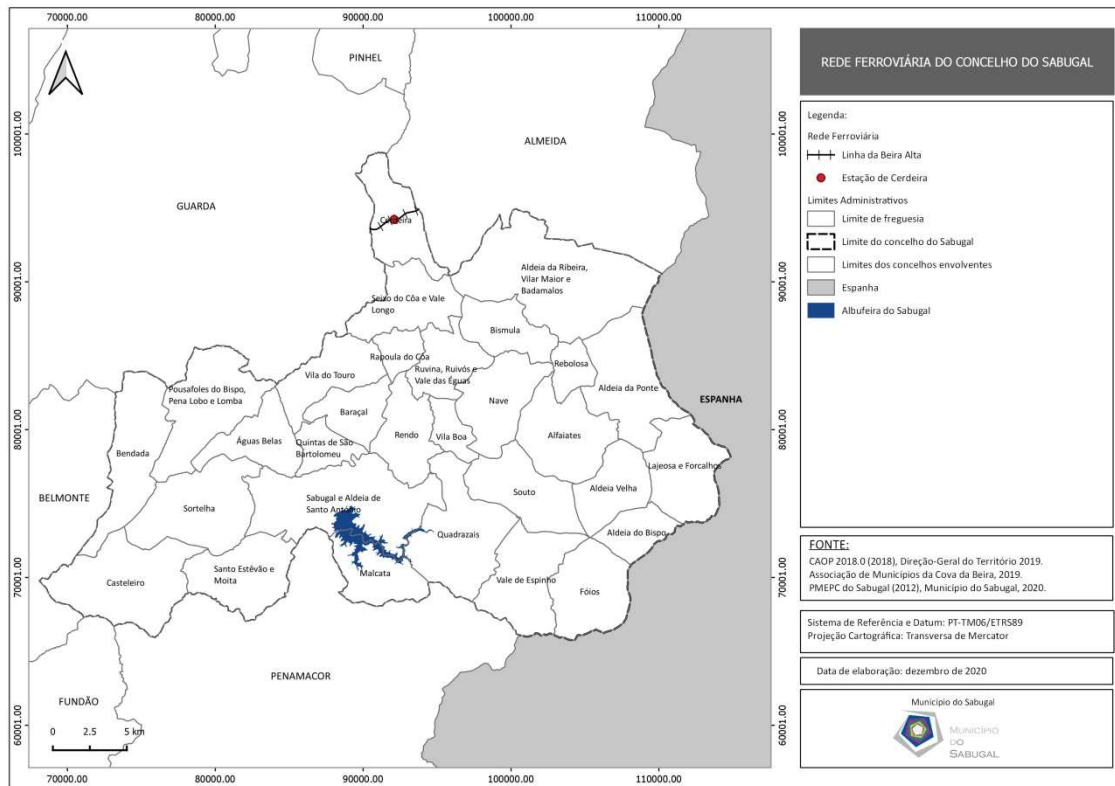 70000.00 80000.00 90000.00 100000.00 110000.00
100001.00
90001.00
80001.00
70001.00
60001.00
100001.00
90001.00
80001.00
70001.00
60001.00
PINHEL
ALMEIDA
GUARDA
Cerdeira
Aldeia da Ribeira,
Vilar Maior e
Badamalos
Seixo do Côa e Vale
Longo
Bismula
Rapoula do Côa
Ruvina, Ruivós e
Vale das Éguas
Rebolosa
Vila do Touro
Aldeia da Ponte
Pousafoles do Bispo,
Pena Lobo e Lomba
Nave
ESPANHA
Baraçal
Rendo
Vila Boa
Alfaiates
Águas Belas
Quintas de São
Bartolomeu
Bendada
Lajeosa e Forcalhos
BELMONTE
Sortelha
Sabugal e Aldeia de
Santo António
Souto
Aldeia Velha
Quadrazais
Aldeia do Bispo
Casteleiro
Santo Estêvão e
Moita
Malcata
Vale de Espinho
Fóios
PENAMACOR
FUNDÃO
0 2.5 5 km
70000.00 80000.00 90000.00 100000.00 110000.00
REDE FERROVIÁRIA DO CONCELHO DO SABUGAL
Legenda:
Rede Ferroviária
Linha da Beira Alta
Estação de Cerdeira
Limites Administrativos
Limite de freguesia
Limite do concelho do Sabugal
Limites dos concelhos envolventes
Espanha
Albufeira do Sabugal
FONTE:
CAOP 2018.0 (2018), Direção-Geral do Território 2019.
Associação de Municípios da Cova da Beira, 2019.
PMEPC do Sabugal (2012), Município do Sabugal, 2020.
Sistema de Referência e Datum: PT-TM06/ETRS89
Projeção Cartográfica: Transversa de Mercator
Data de elaboração: dezembro de 2020
Município do Sabugal
MUNICÍPIO
DO
SABUGAL